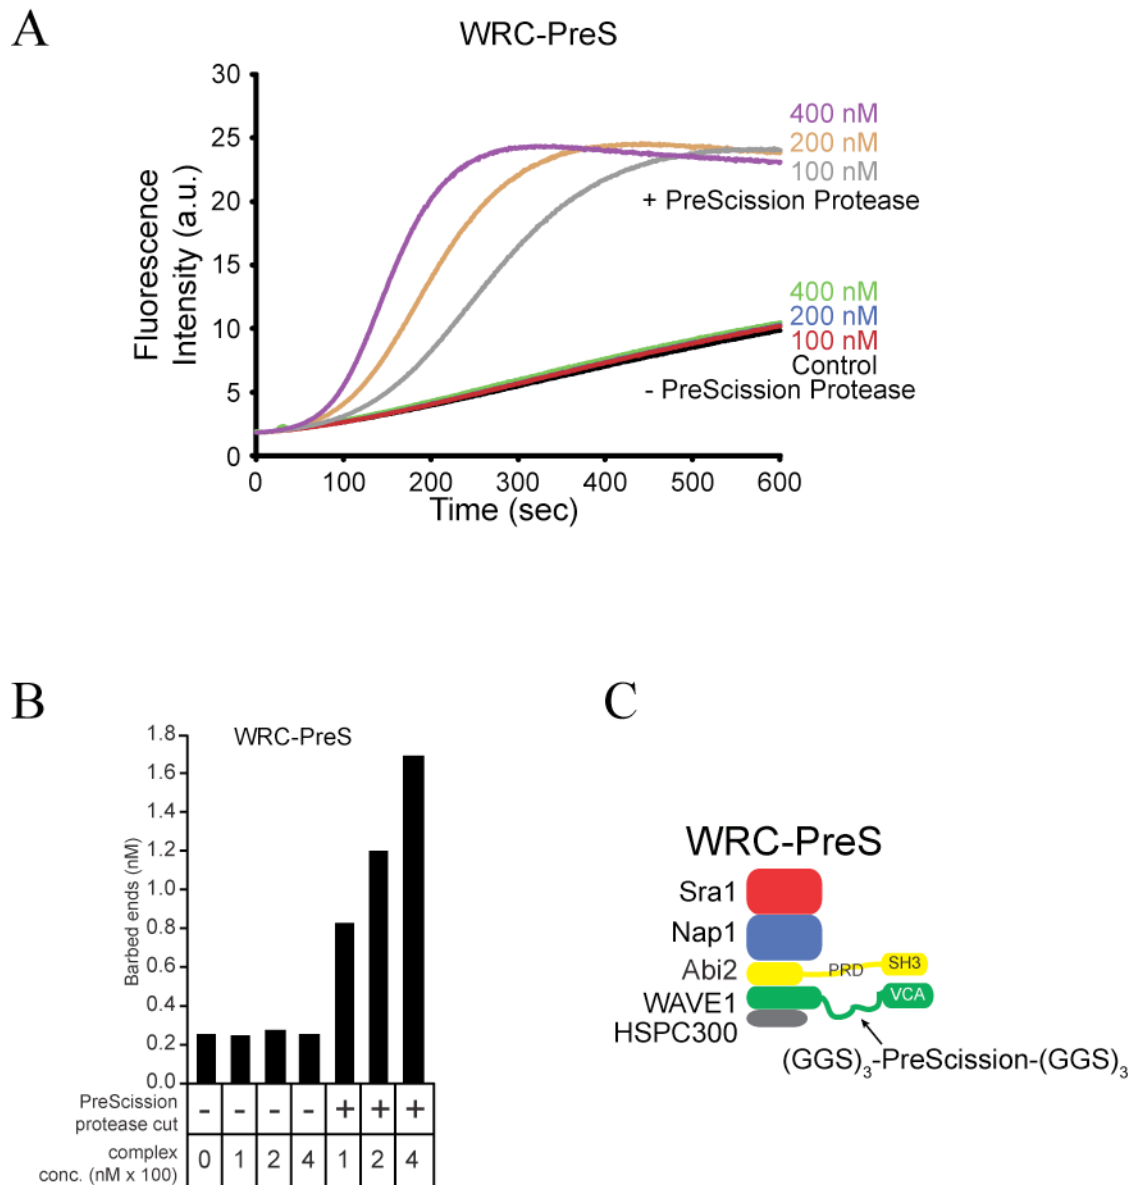 A
WRC-PreS
30
25
20
15
10
5
0
Fluorescence
Intensity (a.u.)
400 nM
200 nM
100 nM
+ PreScission Protease
400 nM
200 nM
100 nM
Control
- PreScission Protease
0 100 200 300 400 500 600
Time (sec)
B
WRC-PreS
1.8
1.6
1.4
1.2
1.0
0.8
0.6
0.4
0.2
0.0
Barbed ends (nM)
PreScission
protease cut
- - - - + + +
complex
conc. (nM x 100)
0 1 2 4 1 2 4
C
WRC-PreS
Sra1
Nap1
Abi2 PRD SH3
WAVE1 VCA
HSPC300
(GGS)₃-PreScission-(GGS)₃